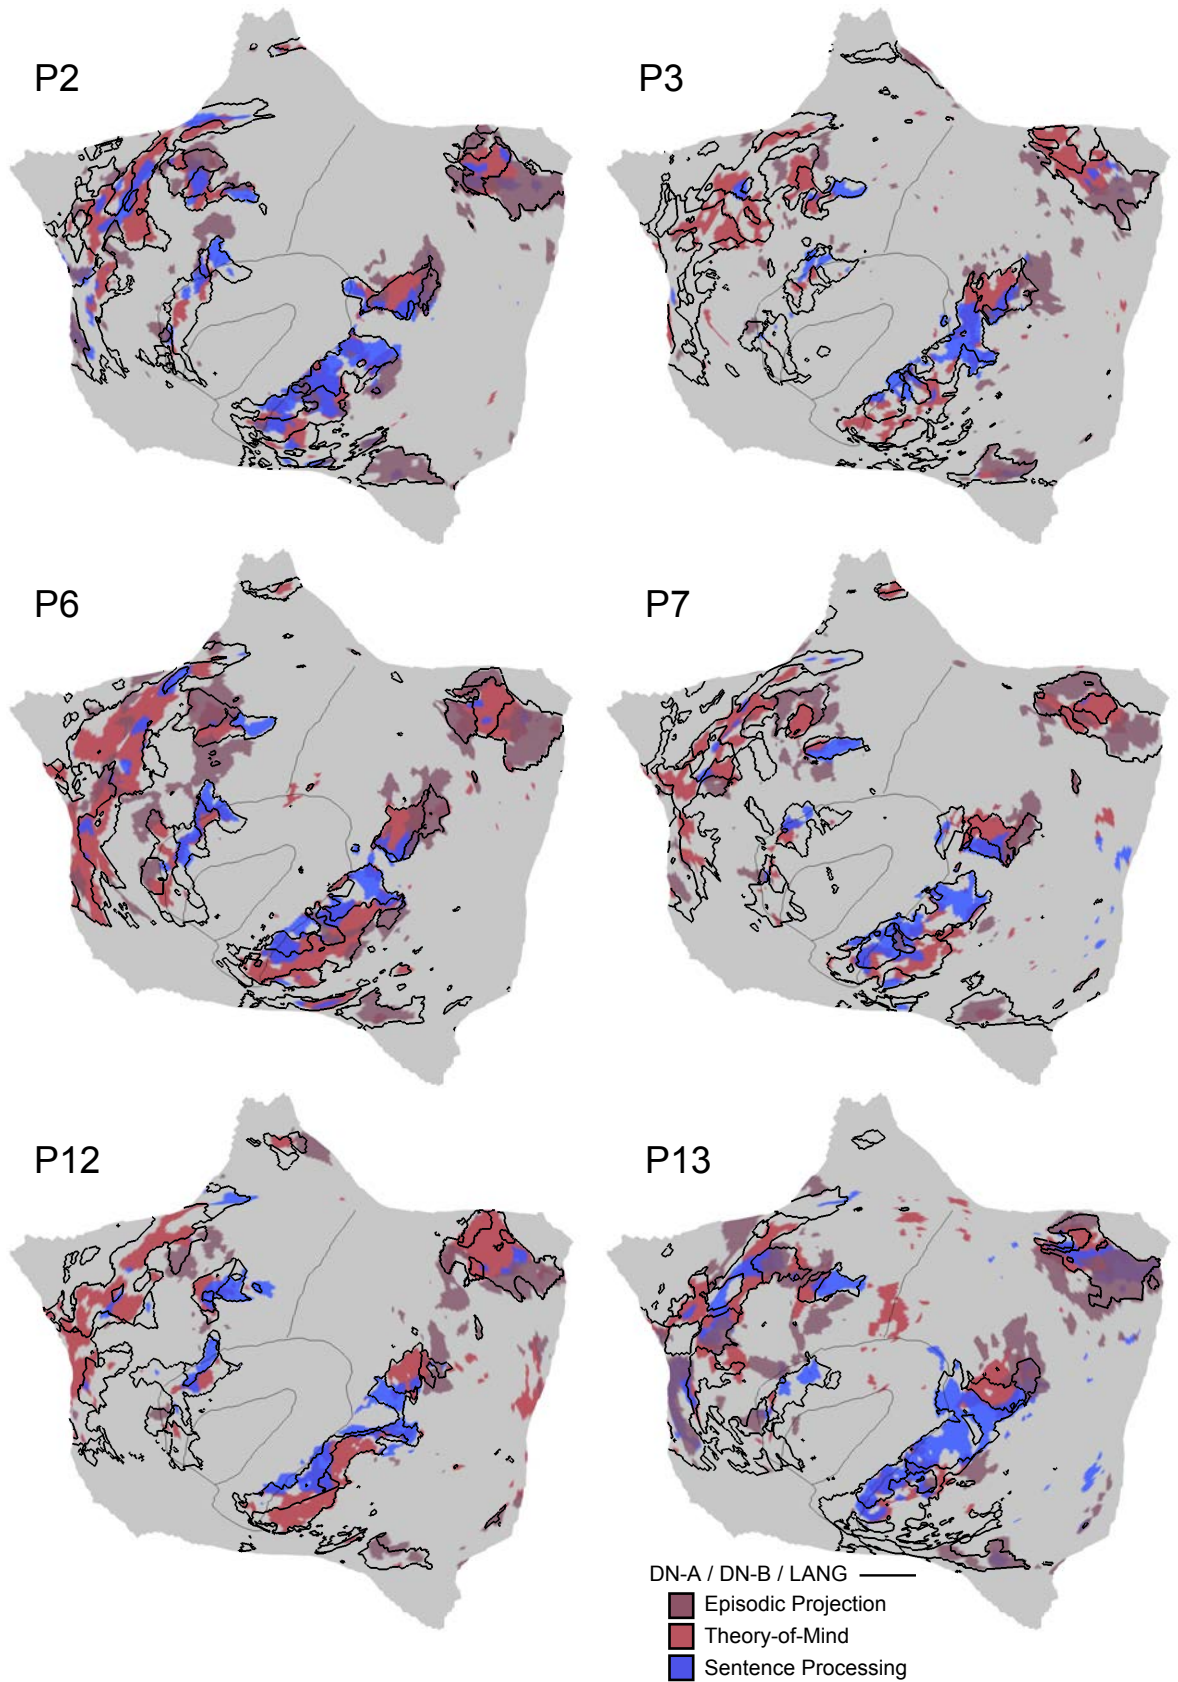 P2
P3
P6
P7
P12
P13
DN-A / DN-B / LANG
Episodic Projection
Theory-of-Mind
Sentence Processing